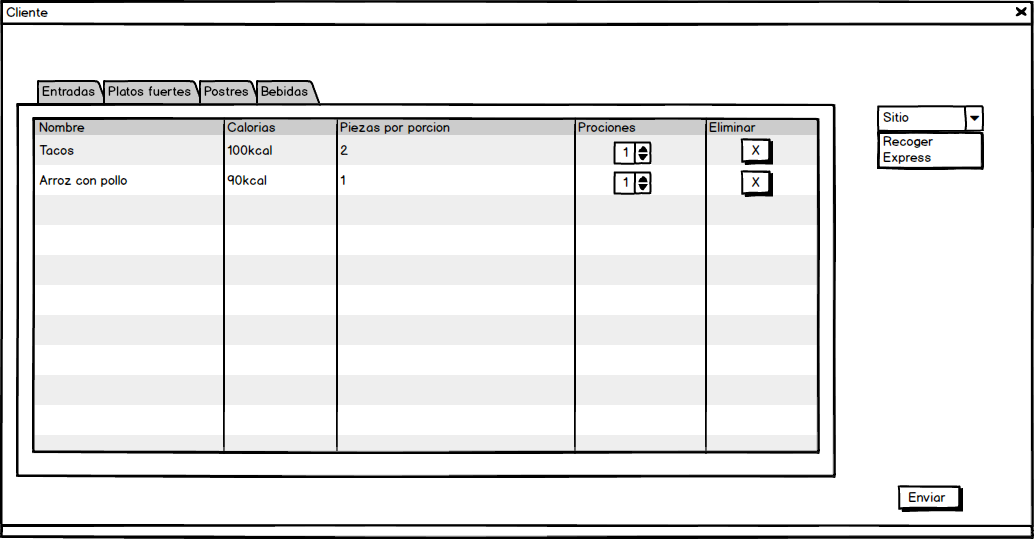 Cliente
Entradas Platos fuertes Postres Bebidas
Nombre Calorias Piezas por porcion Prociones Eliminar
Tacos 100kcal 2 1 X
Arroz con pollo 90kcal 1 1 X
Sitio
Recoger
Express
Enviar